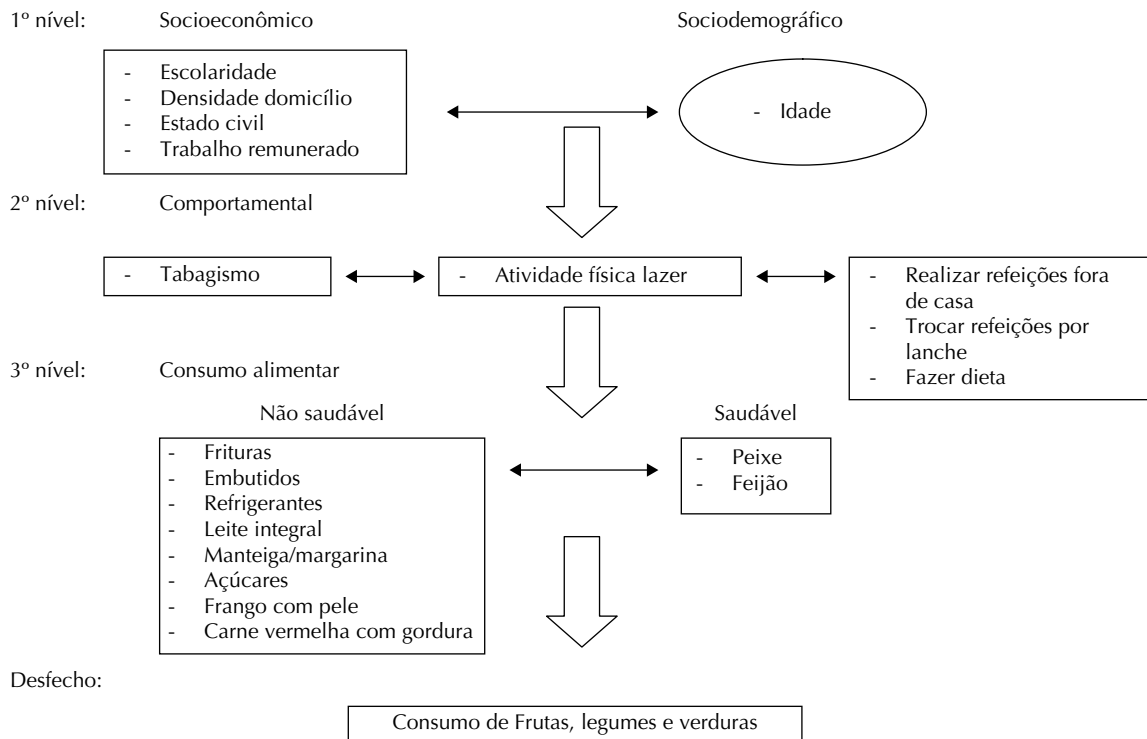 1º nível: Socioeconômico Sociodemográfico
- Escolaridade
- Densidade domicílio
- Estado civil
- Trabalho remunerado
- Idade
2º nível: Comportamental
- Tabagismo
- Atividade física lazer
- Realizar refeições fora
de casa
- Trocar refeições por
lanche
- Fazer dieta
3º nível: Consumo alimentar
Não saudável
- Frituras
- Embutidos
- Refrigerantes
- Leite integral
- Manteiga/margarina
- Açúcares
- Frango com pele
- Carne vermelha com gordura
Saudável
- Peixe
- Feijão
Desfecho:
Consumo de Frutas, legumes e verduras